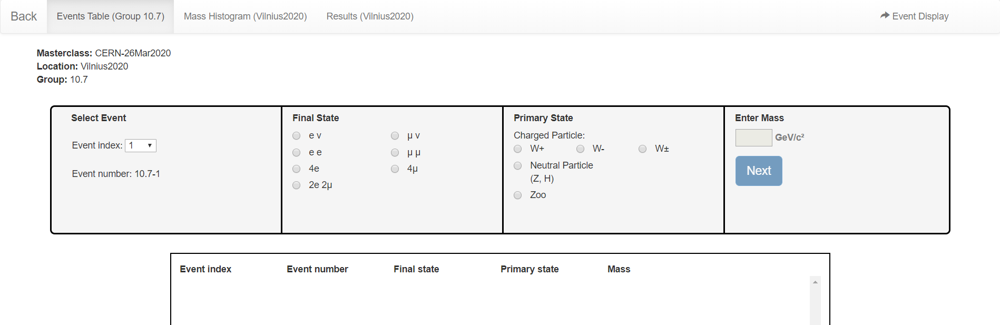 Back Events Table (Group 10.7) Mass Histogram (Vilnius2020) Results (Vilnius2020) Event Display
Masterclass: CERN-26Mar2020
Location: Vilnius2020
Group: 10.7
Select Event
Event index: 1
Event number: 10.7-1
Final State
e ν μ ν
e e μ μ
4e 4μ
2e 2μ
Primary State
Charged Particle:
W+ W- W±
Neutral Particle
(Z, H)
Zoo
Enter Mass
GeV/c²
Next
Event index Event number Final state Primary state Mass